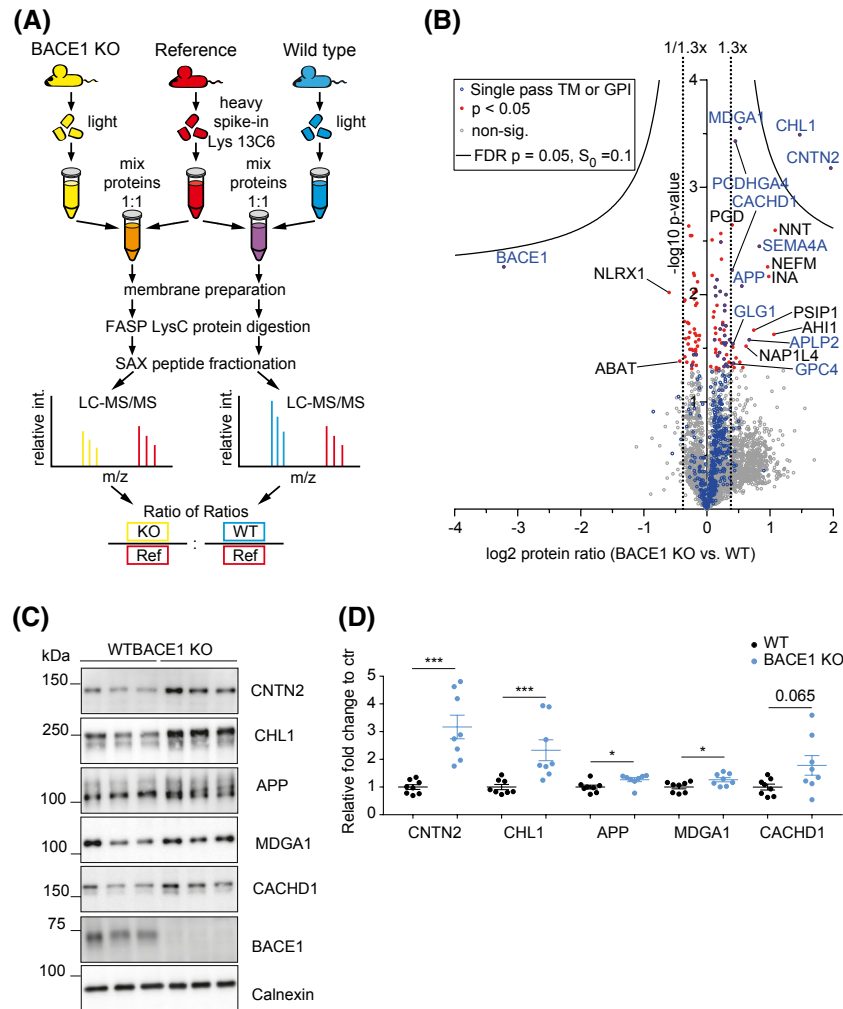 (A)
BACE1 KO Reference Wild type
light
heavy
spike-in
Lys 13C6
light
mix
proteins
1:1
mix
proteins
1:1
membrane preparation
FASP LysC protein digestion
SAX peptide fractionation
relative int.
LC-MS/MS
m/z
relative int.
LC-MS/MS
m/z
Ratio of Ratios
KO
Ref
:
WT
Ref
(B)
1/1.3x 1.3x
Single pass TM or GPI
p < 0.05
non-sig.
FDR p = 0.05, S0 =0.1
-log10 p-value
4
3
2
1
MDGA1
CHL1
CNTN2
PCDHGA4
CACHD1
PGD
NNT
SEMA4A
BACE1
NEFM
APP
INA
NLRX1
GLG1
PSIP1
AHI1
APLP2
NAP1L4
ABAT
GPC4
-4 -3 -2 -1 0 1 2
log2 protein ratio (BACE1 KO vs. WT)
(C)
kDa
WTBACE1 KO
150
CNTN2
250
CHL1
100
APP
100
MDGA1
150
CACHD1
75
BACE1
100
Calnexin
(D)
WT
BACE1 KO
Relative fold change to ctr
5
4
3
2
1
0
***
***
*
*
0.065
CNTN2 CHL1 APP MDGA1 CACHD1